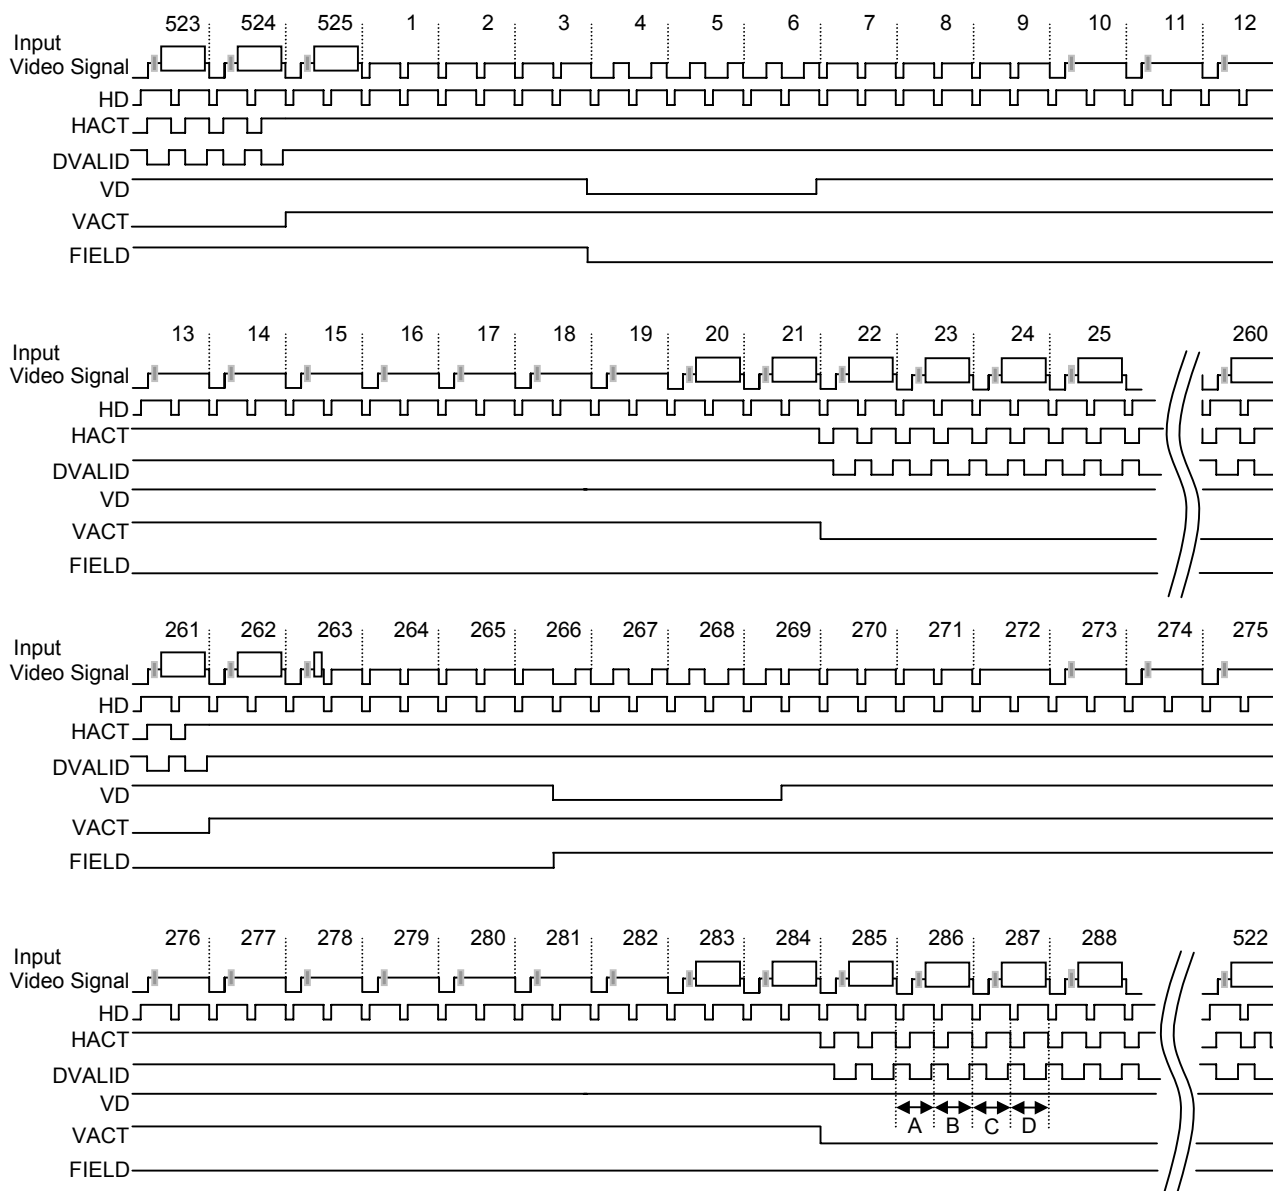 523 524 525 1 2 3 4 5 6 7 8 9 10 11 12
Input
Video Signal
HD
HACT
DVALID
VD
VACT
FIELD
13 14 15 16 17 18 19 20 21 22 23 24 25 260
Input
Video Signal
HD
HACT
DVALID
VD
VACT
FIELD
261 262 263 264 265 266 267 268 269 270 271 272 273 274 275
Input
Video Signal
HD
HACT
DVALID
VD
VACT
FIELD
276 277 278 279 280 281 282 283 284 285 286 287 288 522
Input
Video Signal
HD
HACT
DVALID
VD
A B C D
VACT
FIELD